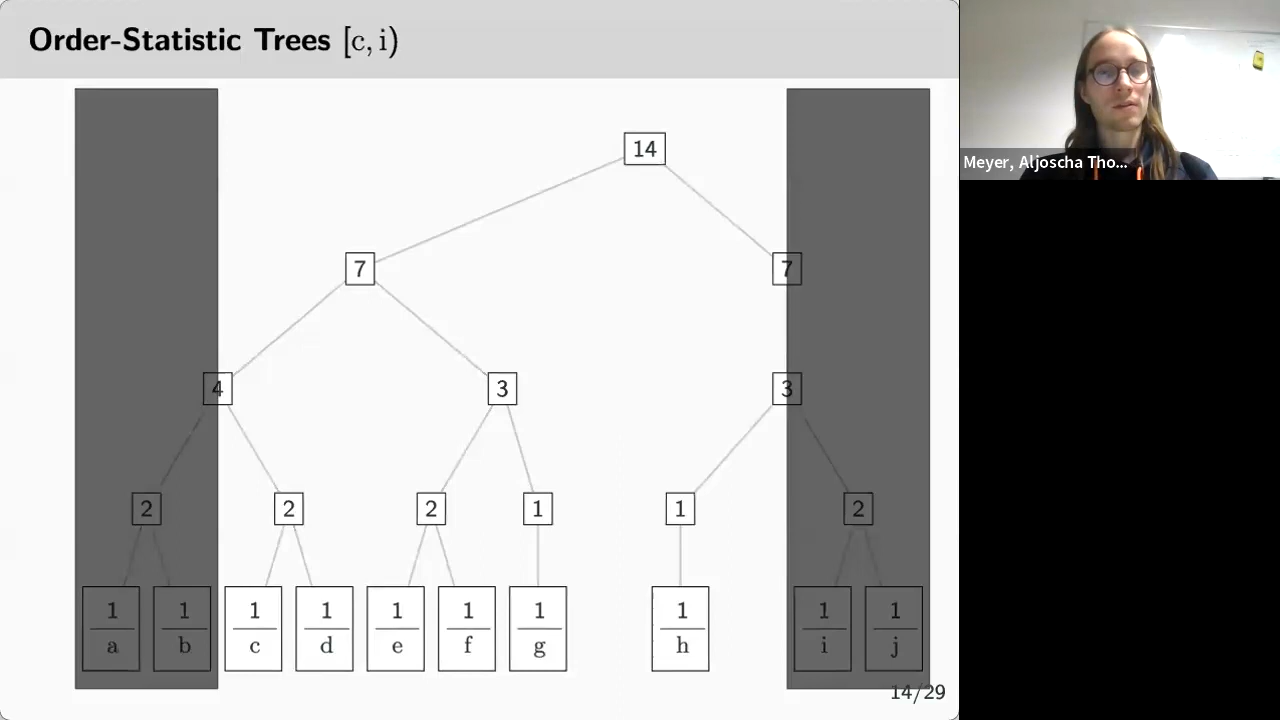 Order-Statistic Trees [c, i)
Meyer, Aljoscha Tho...
14
7 7
4 3 3
2 2 2 1 1 2
1 1 1 1 1 1 1 1 1 1
a b c d e f g h i j
14/29